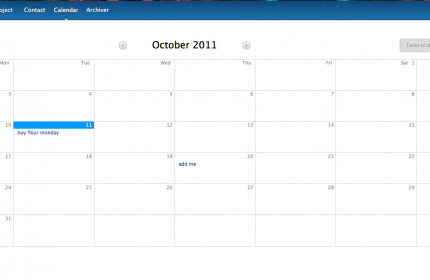 oject Contact Calendar Archiver
October 2011
Tasks to d
Mon Tue Wed Thu Fri Sat 1
3 4 5 6 7 8
10 11 12 13 14 15
buy flour monday
17 18 19 20 21 22
add me
24 25 26 27 28 29
31